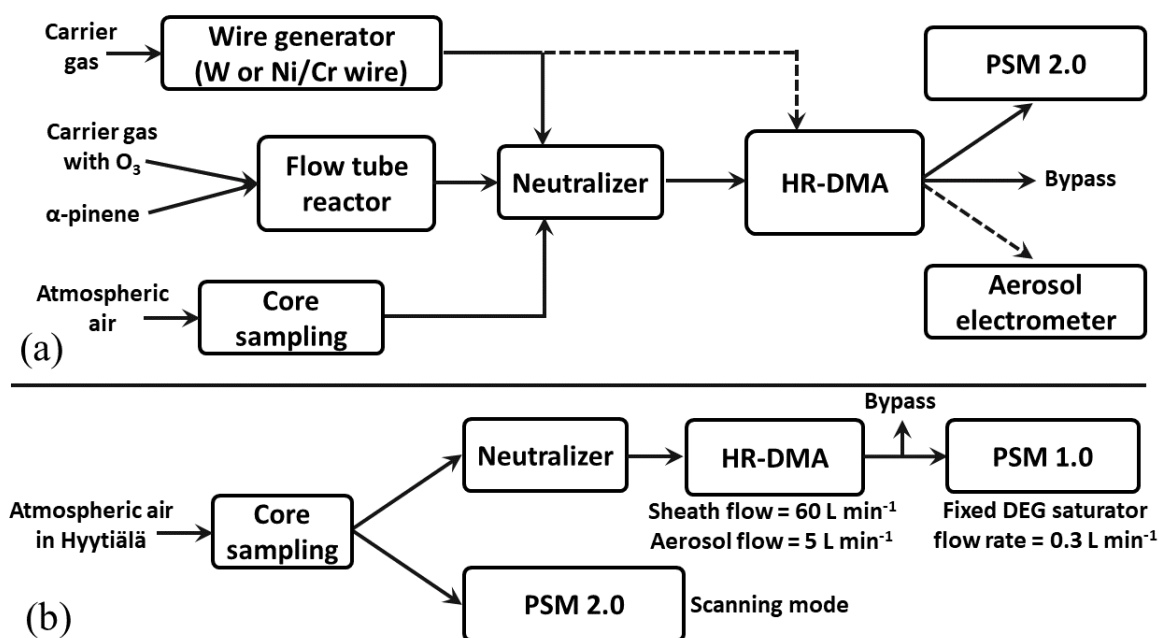 Carrier
gas
Wire generator
(W or Ni/Cr wire)
PSM 2.0
Carrier gas
with O₃
α-pinene
Flow tube
reactor
Neutralizer
HR-DMA
Bypass
Atmospheric
air
Core
sampling
Aerosol
electrometer
(a)
Bypass
Neutralizer
HR-DMA
PSM 1.0
Atmospheric air
in Hyytiälä
Core
sampling
Sheath flow = 60 L min⁻¹
Aerosol flow = 5 L min⁻¹
Fixed DEG saturator
flow rate = 0.3 L min⁻¹
PSM 2.0
Scanning mode
(b)